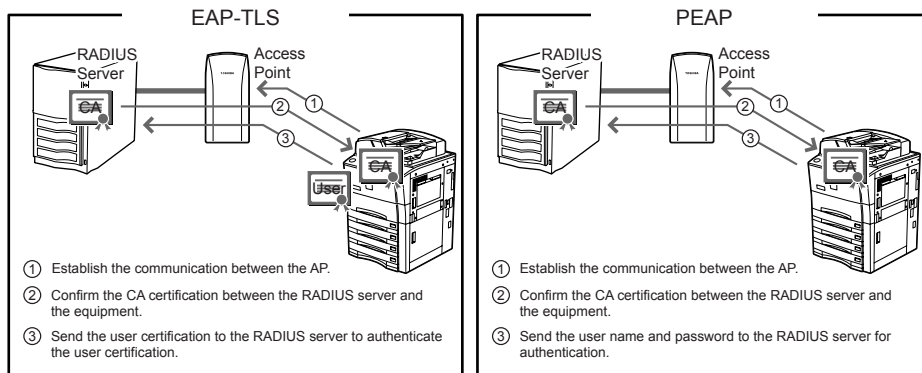 EAP-TLS
RADIUS
Server
Access
Point
TOSHIBA
CA
1
2
3
CA
User
1 Establish the communication between the AP.
2 Confirm the CA certification between the RADIUS server and
the equipment.
3 Send the user certification to the RADIUS server to authenticate
the user certification.
PEAP
RADIUS
Server
Access
Point
TOSHIBA
CA
1
2
3
CA
1 Establish the communication between the AP.
2 Confirm the CA certification between the RADIUS server and
the equipment.
3 Send the user name and password to the RADIUS server for
authentication.